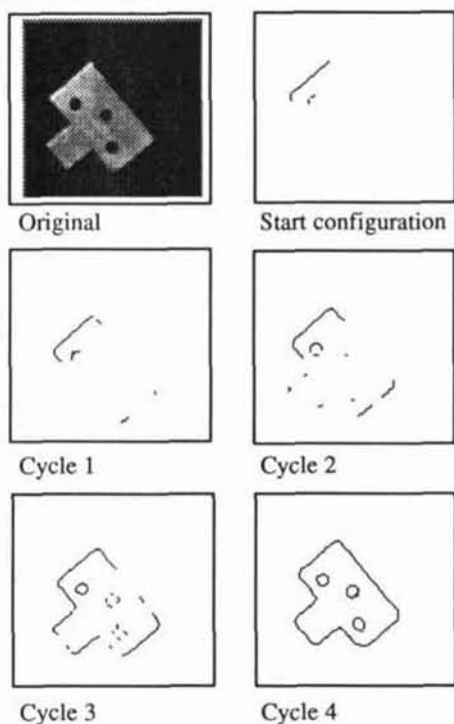 Original
Start configuration
Cycle 1
Cycle 2
Cycle 3
Cycle 4